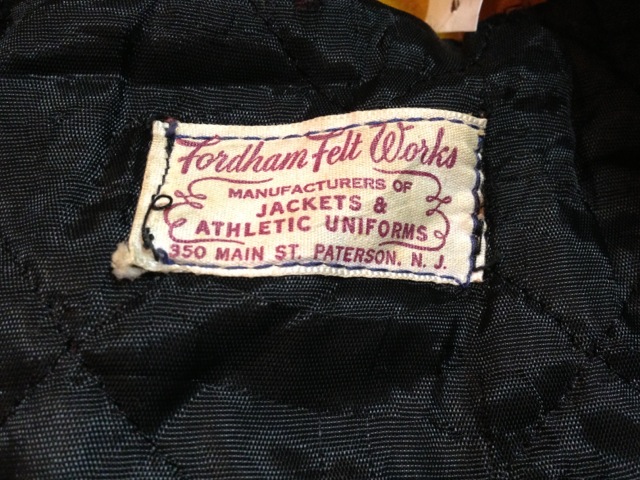 Fordham Felt Works
MANUFACTURERS OF
JACKETS &
ATHLETIC UNIFORMS
350 MAIN ST. PATERSON, N. J.